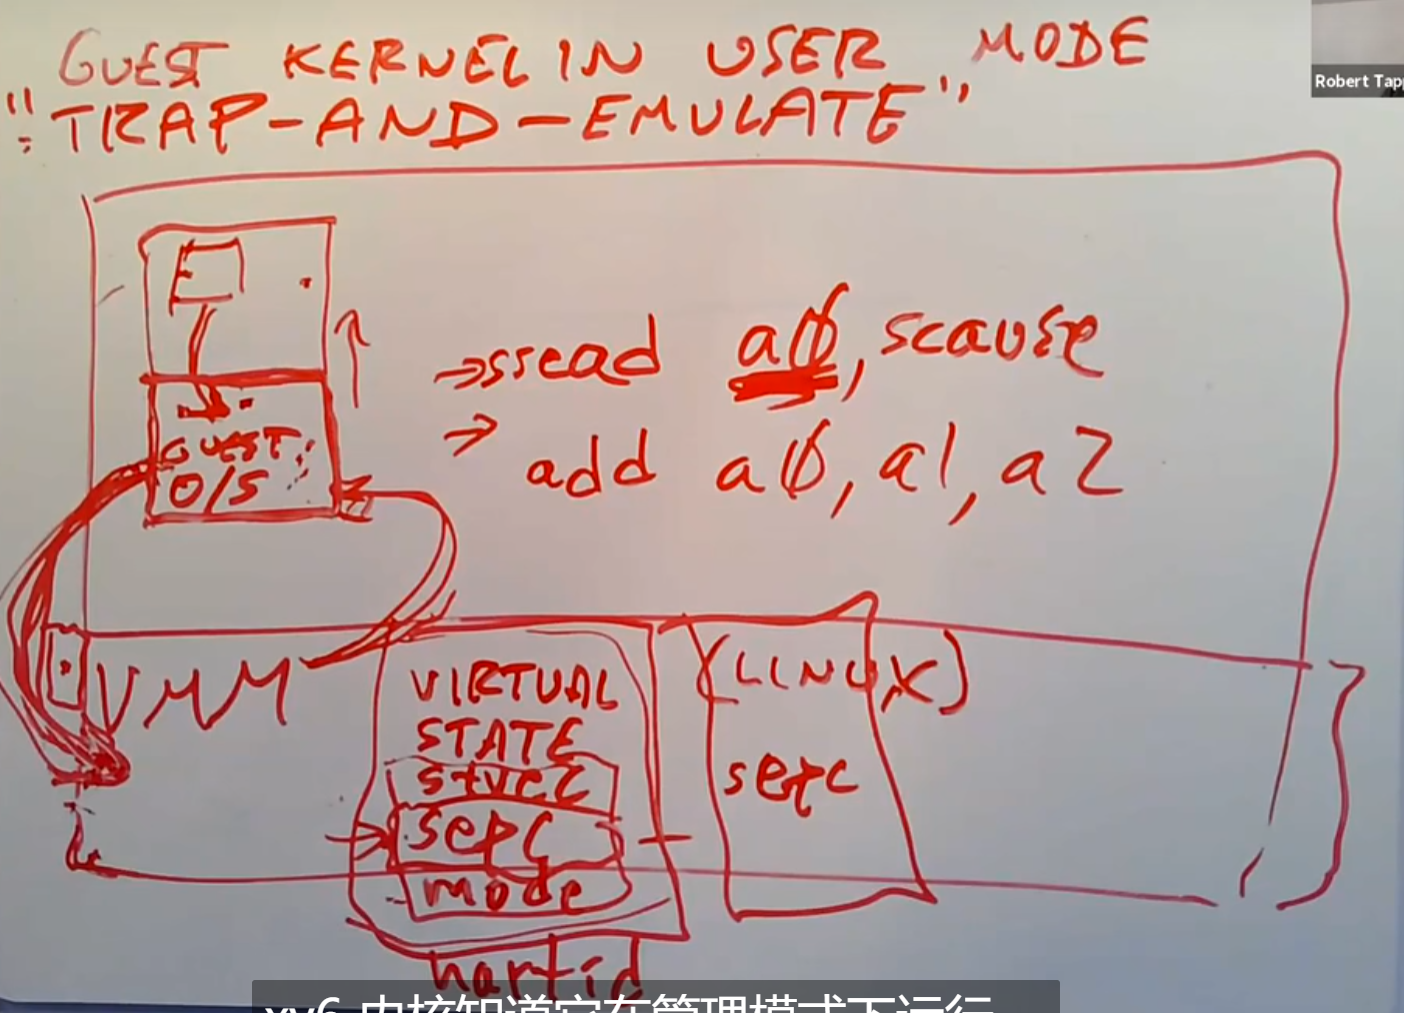 GUEST KERNEL IN USER MODE
"TRAP-AND-EMULATE"
Robert Tapp
→sread a0, scause
→ add a0, a1, a2
GUEST
O/S
VMM
VIRTUAL
STATE
stvec
sepc
mode
hartid
(LINUX)
sepc
xv6 内核知道它在管理模式下运行